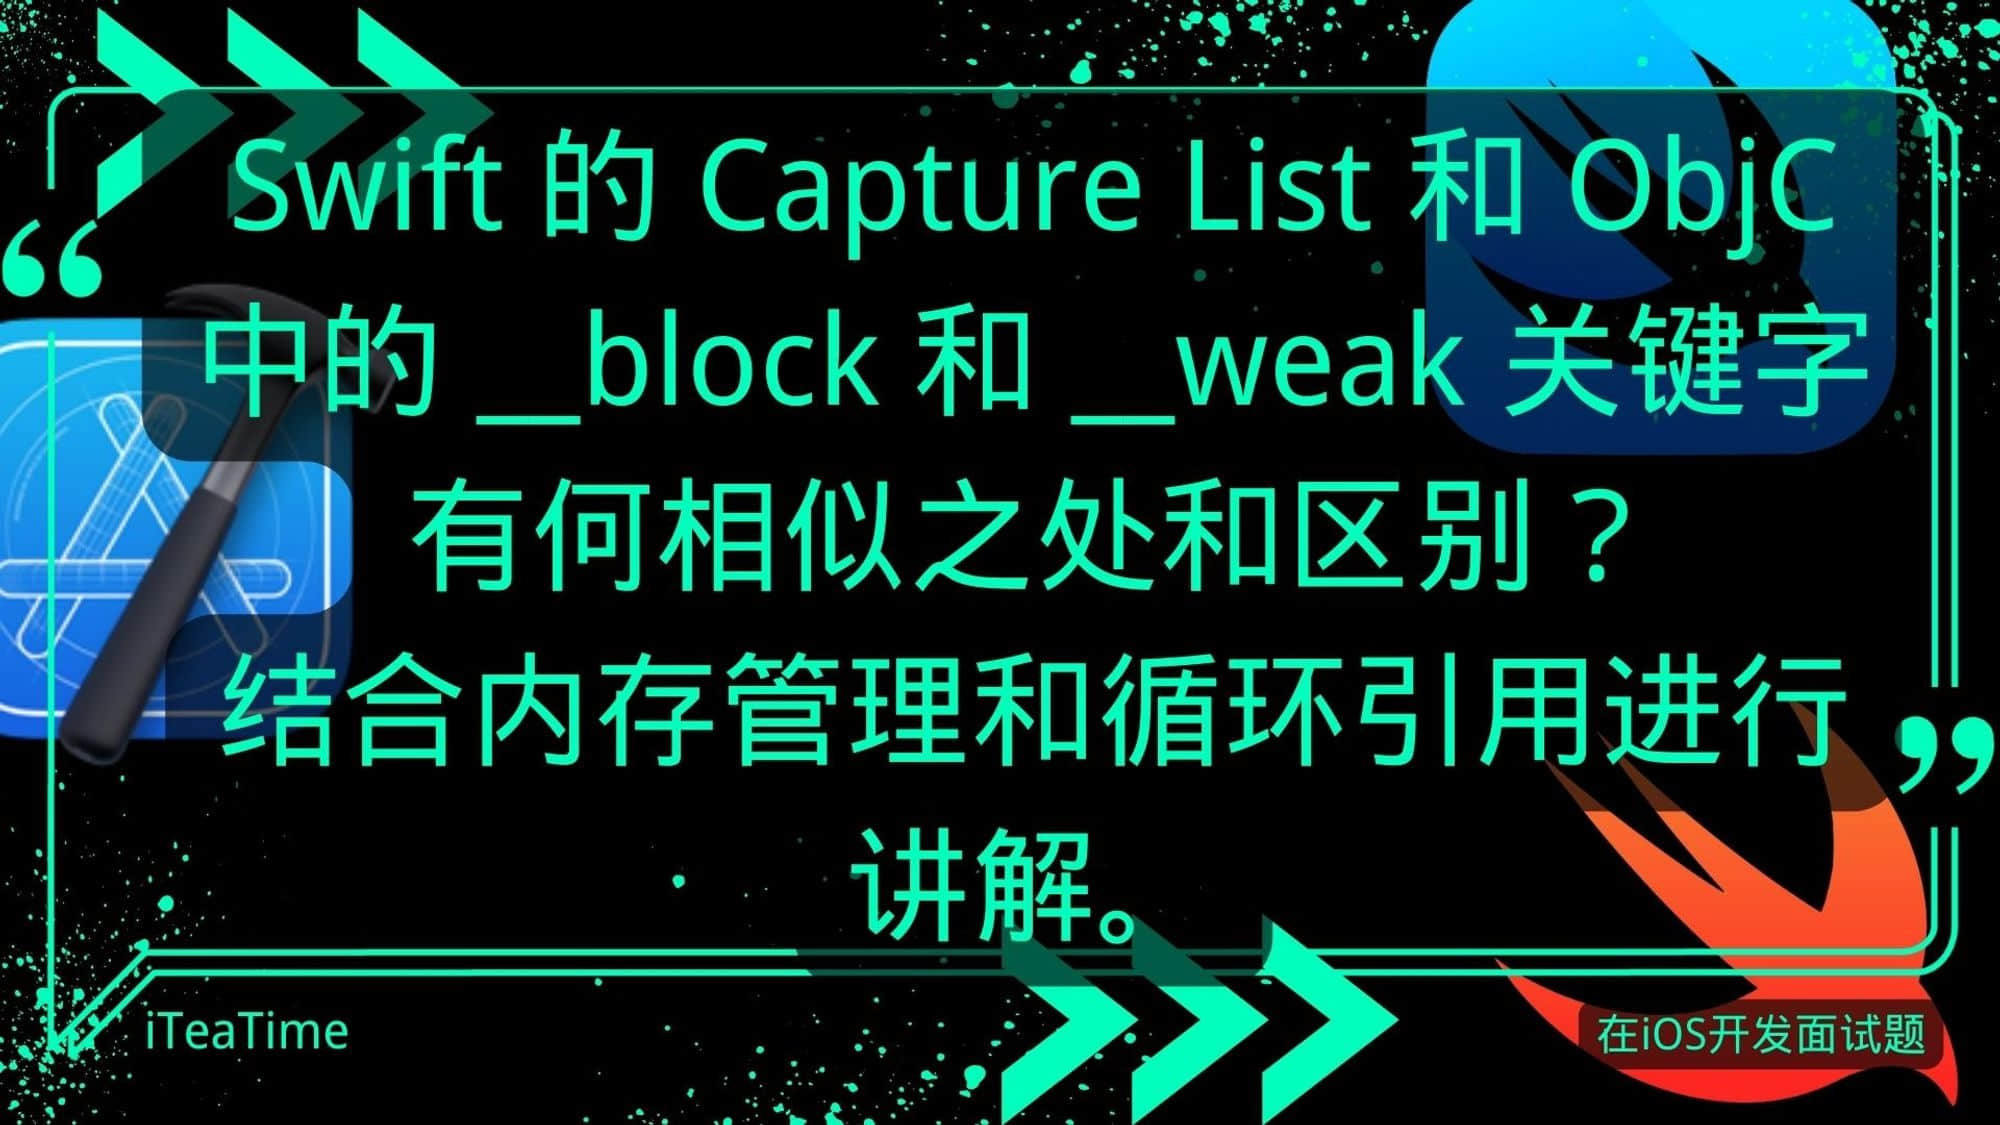 Swift 的 Capture List 和 ObjC
中的 __block 和 __weak 关键字
有何相似之处和区别？
结合内存管理和循环引用进行
讲解。
iTeaTime
在iOS开发面试题